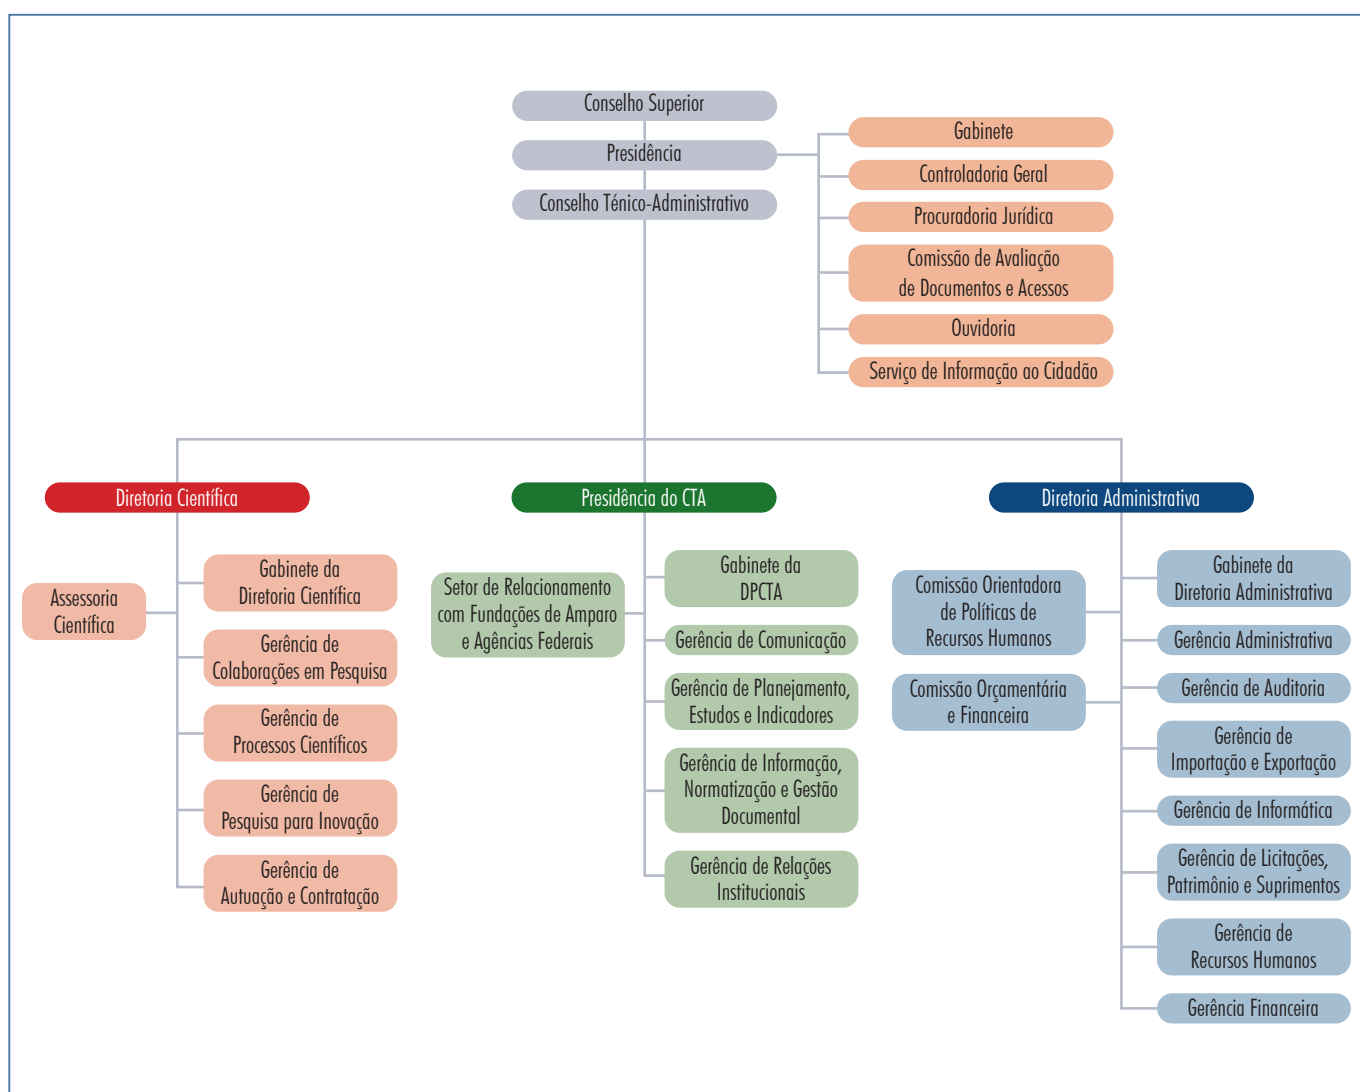 Conselho Superior
Presidência
Conselho Ténico-Administrativo
Gabinete
Controladoria Geral
Procuradoria Jurídica
Comissão de Avaliação
de Documentos e Acessos
Ouvidoria
Serviço de Informação ao Cidadão
Diretoria Científica
Assessoria
Científica
Gabinete da
Diretoria Científica
Gerência de
Colaborações em Pesquisa
Gerência de
Processos Científicos
Gerência de
Pesquisa para Inovação
Gerência de
Autuação e Contratação
Presidência do CTA
Setor de Relacionamento
com Fundações de Amparo
e Agências Federais
Gabinete da
DPCTA
Gerência de Comunicação
Gerência de Planejamento,
Estudos e Indicadores
Gerência de Informação,
Normatização e Gestão
Documental
Gerência de Relações
Institucionais
Diretoria Administrativa
Comissão Orientadora
de Políticas de
Recursos Humanos
Comissão Orçamentária
e Financeira
Gabinete da
Diretoria Administrativa
Gerência Administrativa
Gerência de Auditoria
Gerência de
Importação e Exportação
Gerência de Informática
Gerência de Licitações,
Patrimônio e Suprimentos
Gerência de
Recursos Humanos
Gerência Financeira